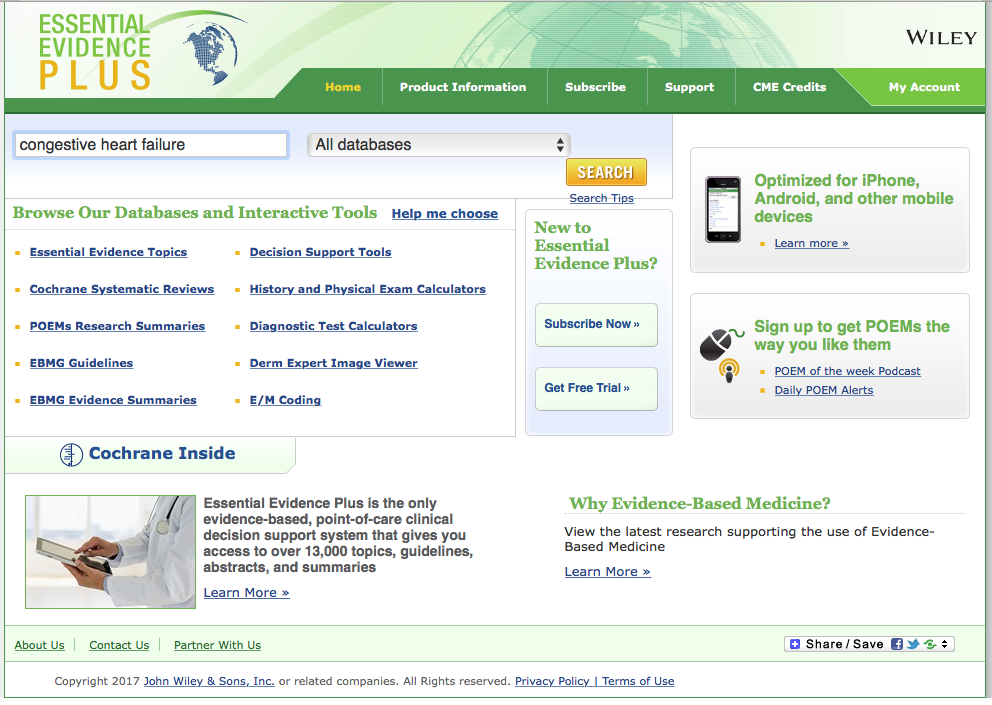 ESSENTIAL
EVIDENCE
PLUS
WILEY
Home
Product Information
Subscribe
Support
CME Credits
My Account
congestive heart failure
All databases
SEARCH
Search Tips
Browse Our Databases and Interactive Tools
Help me choose
Essential Evidence Topics
Cochrane Systematic Reviews
POEMs Research Summaries
EBMG Guidelines
EBMG Evidence Summaries
Decision Support Tools
History and Physical Exam Calculators
Diagnostic Test Calculators
Derm Expert Image Viewer
E/M Coding
New to
Essential
Evidence Plus?
Subscribe Now »
Get Free Trial »
Optimized for iPhone,
Android, and other mobile
devices
Learn more »
Sign up to get POEMs the
way you like them
POEM of the week Podcast
Daily POEM Alerts
Cochrane Inside
Essential Evidence Plus is the only
evidence-based, point-of-care clinical
decision support system that gives you
access to over 13,000 topics, guidelines,
abstracts, and summaries
Learn More »
Why Evidence-Based Medicine?
View the latest research supporting the use of Evidence-
Based Medicine
Learn More »
About Us
Contact Us
Partner With Us
Share / Save
Copyright 2017 John Wiley & Sons, Inc. or related companies. All Rights reserved. Privacy Policy | Terms of Use